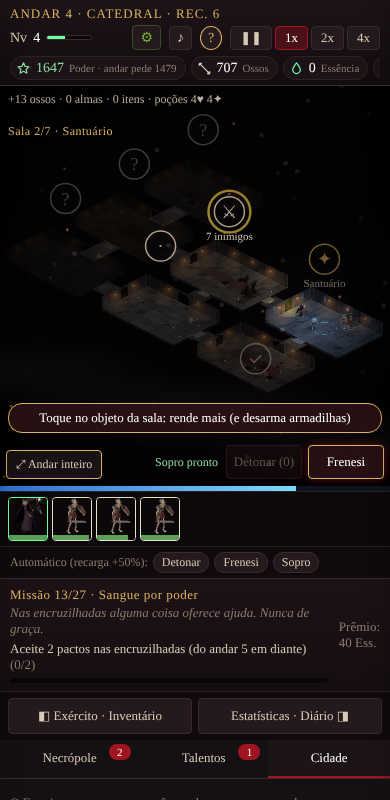 ANDAR 4 · CATEDRAL · REC. 6
Nv 4
⚙ ♪ ? ❚❚ 1x 2x 4x
1647 Poder · andar pede 1479
707 Ossos
0 Essência
+13 ossos · 0 almas · 0 itens · poções 4♥ 4✦
Sala 2/7 · Santuário
?
?
?
7 inimigos
Santuário
Toque no objeto da sala: rende mais (e desarma armadilhas)
⤢ Andar inteiro
Sopro pronto
Detonar (0)
Frenesi
Automático (recarga +50%):
Detonar
Frenesi
Sopro
Missão 13/27 · Sangue por poder
Nas encruzilhadas alguma coisa oferece ajuda. Nunca de
graça.
Aceite 2 pactos nas encruzilhadas (do andar 5 em diante)
(0/2)
Prêmio:
40 Ess.
◧ Exército · Inventário
Estatísticas · Diário ◨
Necrópole 2
Talentos 1
Cidade